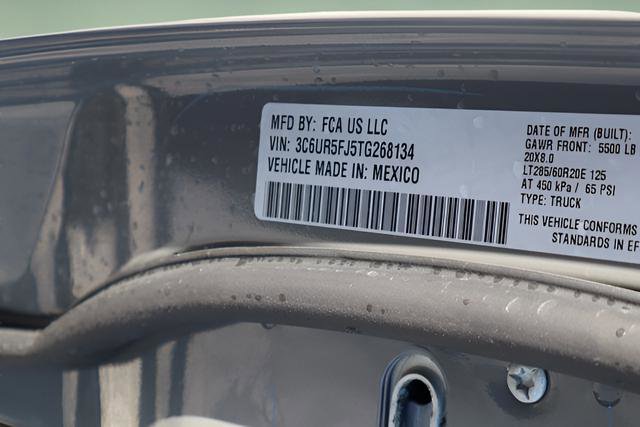 MFD BY: FCA US LLC
VIN: 3C6UR5FJ5TG268134
VEHICLE MADE IN: MEXICO
DATE OF MFR (BUILT):
GAWR FRONT: 5500 LB
20X8.0
LT285/60R20E 125
AT 450 kPa / 65 PSI
TYPE: TRUCK
THIS VEHICLE CONFORMS
STANDARDS IN EF